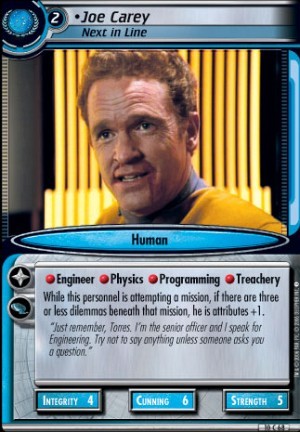 2
•Joe Carey
Next in Line
Human
Engineer Physics Programming Treachery
While this personnel is attempting a mission, if there are three
or less dilemmas beneath that mission, he is attributes +1.
"Just remember, Torres. I'm the senior officer and I speak for
Engineering. Try not to say anything unless someone asks you
a question."
Integrity 4 Cunning 6 Strength 5